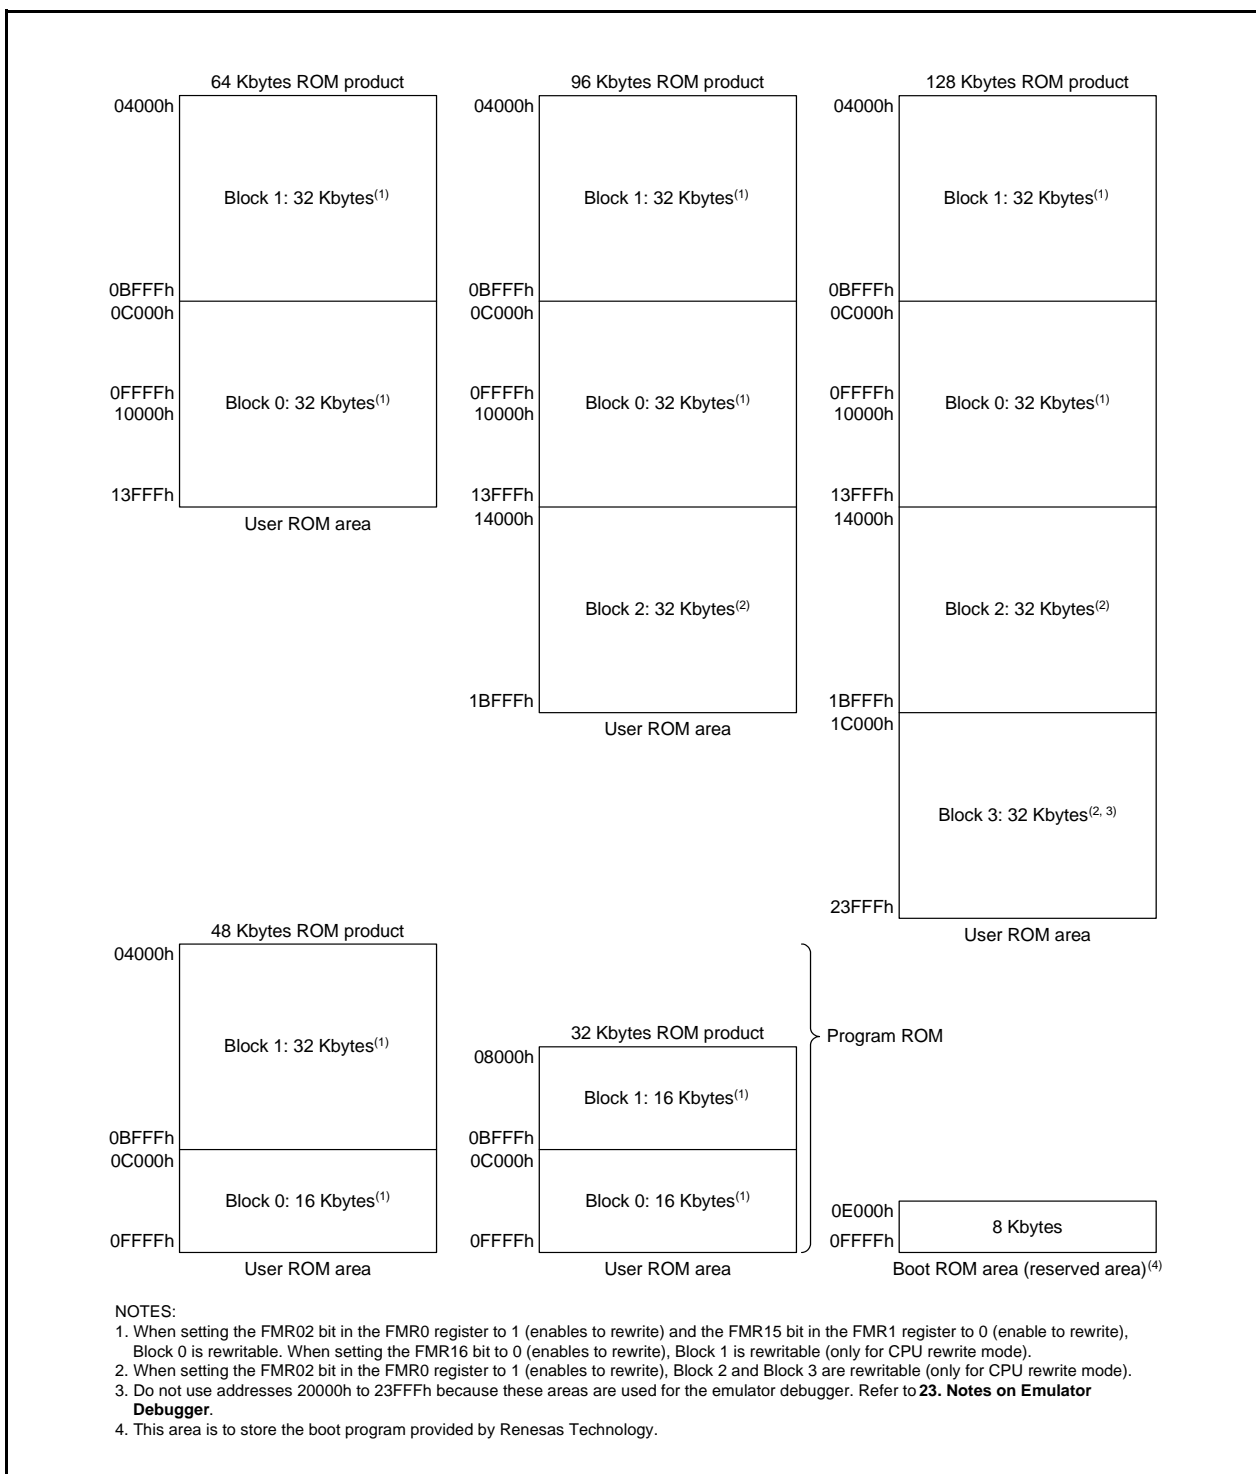 64 Kbytes ROM product
04000h
Block 1: 32 Kbytes(1)
0BFFFh
0C000h
0FFFFh
10000h
Block 0: 32 Kbytes(1)
13FFFh
User ROM area
96 Kbytes ROM product
04000h
Block 1: 32 Kbytes(1)
0BFFFh
0C000h
0FFFFh
10000h
Block 0: 32 Kbytes(1)
13FFFh
14000h
Block 2: 32 Kbytes(2)
1BFFFh
User ROM area
128 Kbytes ROM product
04000h
Block 1: 32 Kbytes(1)
0BFFFh
0C000h
0FFFFh
10000h
Block 0: 32 Kbytes(1)
13FFFh
14000h
Block 2: 32 Kbytes(2)
1BFFFh
1C000h
Block 3: 32 Kbytes(2, 3)
23FFFh
User ROM area
48 Kbytes ROM product
04000h
Block 1: 32 Kbytes(1)
0BFFFh
0C000h
Block 0: 16 Kbytes(1)
0FFFFh
User ROM area
32 Kbytes ROM product
08000h
Block 1: 16 Kbytes(1)
0BFFFh
0C000h
Block 0: 16 Kbytes(1)
0FFFFh
User ROM area
Program ROM
0E000h
8 Kbytes
0FFFFh
Boot ROM area (reserved area)(4)
NOTES:
1. When setting the FMR02 bit in the FMR0 register to 1 (enables to rewrite) and the FMR15 bit in the FMR1 register to 0 (enable to rewrite),
Block 0 is rewritable. When setting the FMR16 bit to 0 (enables to rewrite), Block 1 is rewritable (only for CPU rewrite mode).
2. When setting the FMR02 bit in the FMR0 register to 1 (enables to rewrite), Block 2 and Block 3 are rewritable (only for CPU rewrite mode).
3. Do not use addresses 20000h to 23FFFh because these areas are used for the emulator debugger. Refer to 23. Notes on Emulator
Debugger.
4. This area is to store the boot program provided by Renesas Technology.